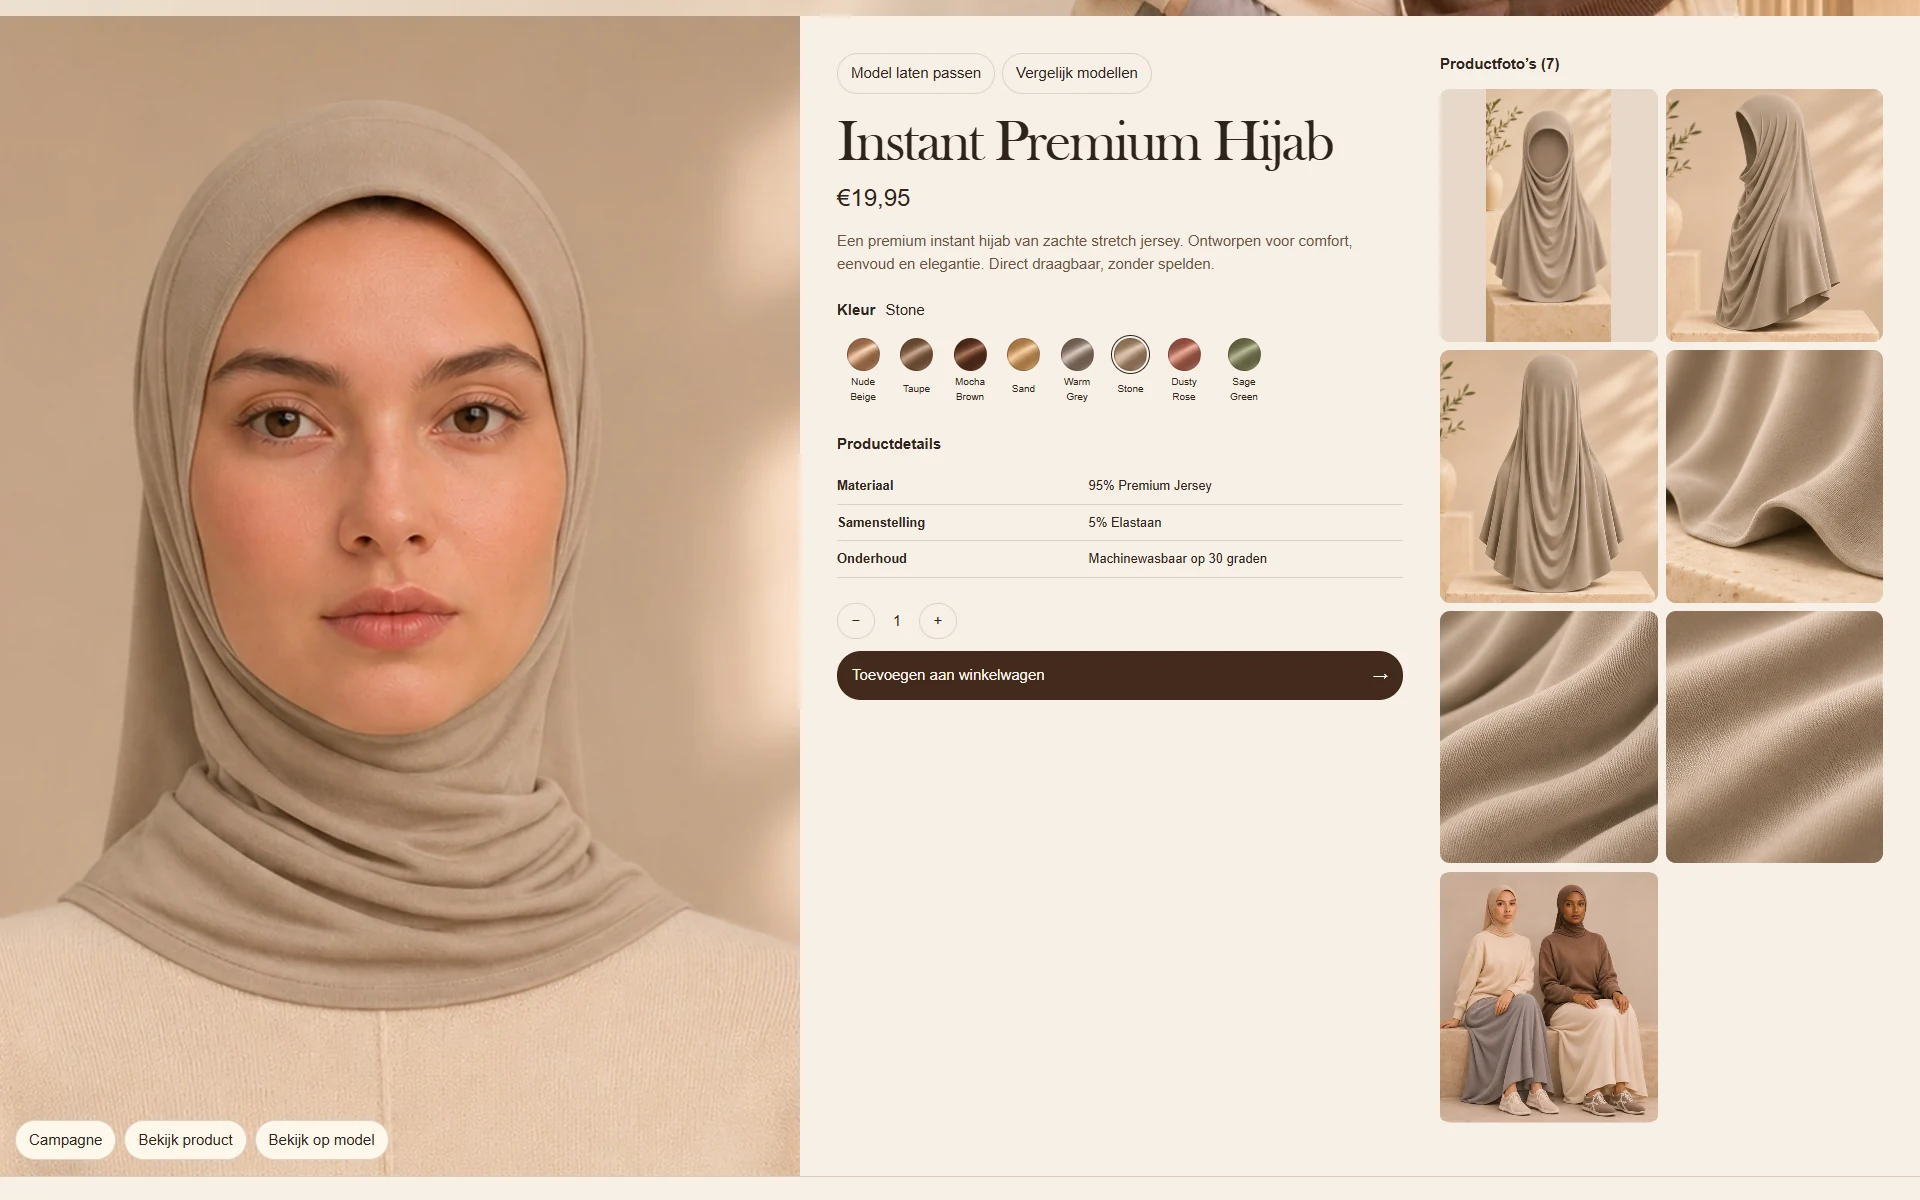 Model laten passen
Vergelijk modellen
Instant Premium Hijab
€19,95
Een premium instant hijab van zachte stretch jersey. Ontworpen voor comfort,
eenvoud en elegantie. Direct draagbaar, zonder spelden.
Kleur Stone
Nude Beige
Taupe
Mocha Brown
Sand
Warm Grey
Stone
Dusty Rose
Sage Green
Productdetails
Materiaal 95% Premium Jersey
Samenstelling 5% Elastaan
Onderhoud Machinewasbaar op 30 graden
− 1 +
Toevoegen aan winkelwagen →
Productfoto’s (7)
Campagne
Bekijk product
Bekijk op model